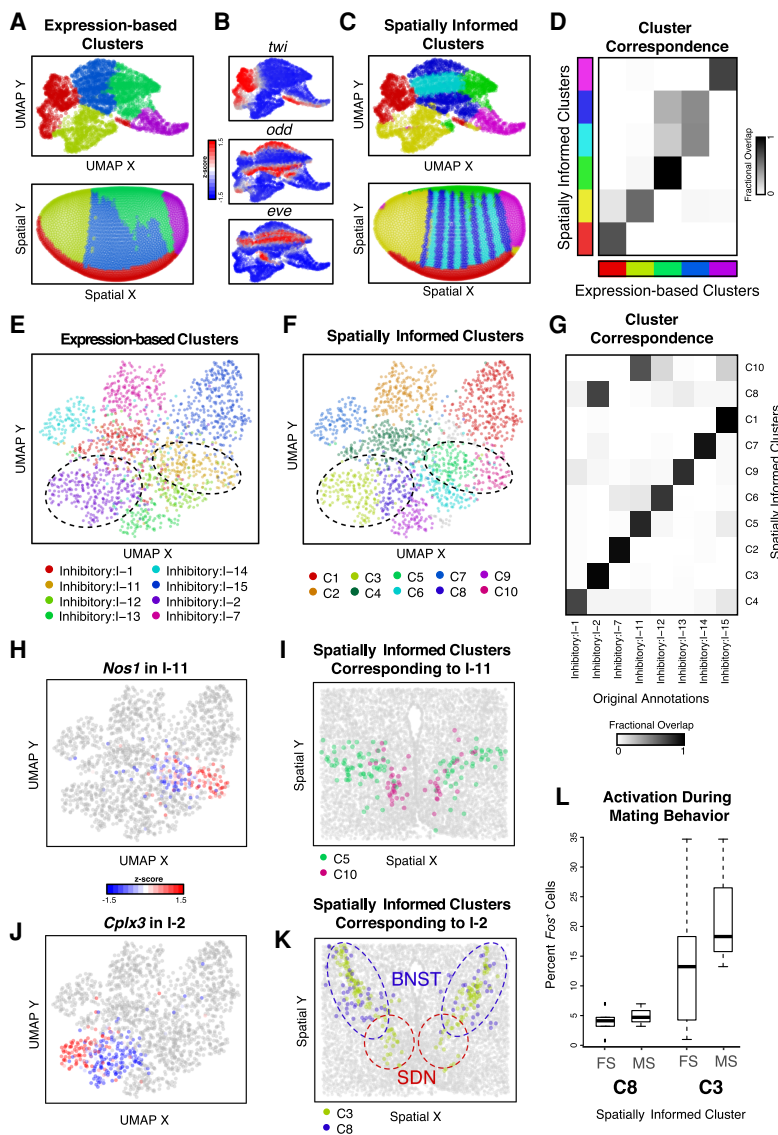 A
Expression-based
Clusters
UMAP Y
UMAP X
Spatial Y
Spatial X
B
twi
odd
eve
z-score
1.5
-1.5
C
Spatially Informed
Clusters
UMAP Y
UMAP X
Spatial Y
Spatial X
D
Cluster
Correspondence
Spatially Informed Clusters
Expression-based Clusters
Fractional Overlap
1
0
E
Expression-based Clusters
UMAP Y
UMAP X
Inhibitory:I-1
Inhibitory:I-11
Inhibitory:I-12
Inhibitory:I-13
Inhibitory:I-14
Inhibitory:I-15
Inhibitory:I-2
Inhibitory:I-7
F
Spatially Informed Clusters
UMAP Y
UMAP X
C1 C3 C5 C7 C9
C2 C4 C6 C8 C10
G
Cluster
Correspondence
C10
C8
C1
C7
C9
C6
C5
C2
C3
C4
Spatially Informed Clusters
Inhibitory:I-1
Inhibitory:I-2
Inhibitory:I-7
Inhibitory:I-11
Inhibitory:I-12
Inhibitory:I-13
Inhibitory:I-14
Inhibitory:I-15
Original Annotations
Fractional Overlap
0 1
H
Nos1 in I-11
UMAP Y
UMAP X
z-score
-1.5 1.5
I
Spatially Informed Clusters
Corresponding to I-11
Spatial Y
Spatial X
C5
C10
J
Cplx3 in I-2
UMAP Y
UMAP X
K
Spatially Informed Clusters
Corresponding to I-2
Spatial Y
BNST
SDN
Spatial X
C3
C8
L
Activation During
Mating Behavior
Percent Fos+ Cells
35
30
25
20
15
10
5
0
FS MS FS MS
C8 C3
Spatially Informed Cluster